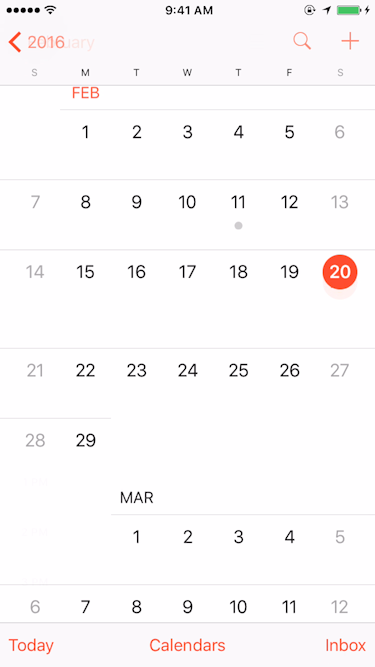 9:41 AM
2016
S M T W T F S
FEB
1 2 3 4 5 6
7 8 9 10 11 12 13
14 15 16 17 18 19 20
21 22 23 24 25 26 27
28 29
MAR
1 2 3 4 5
6 7 8 9 10 11 12
Today Calendars Inbox